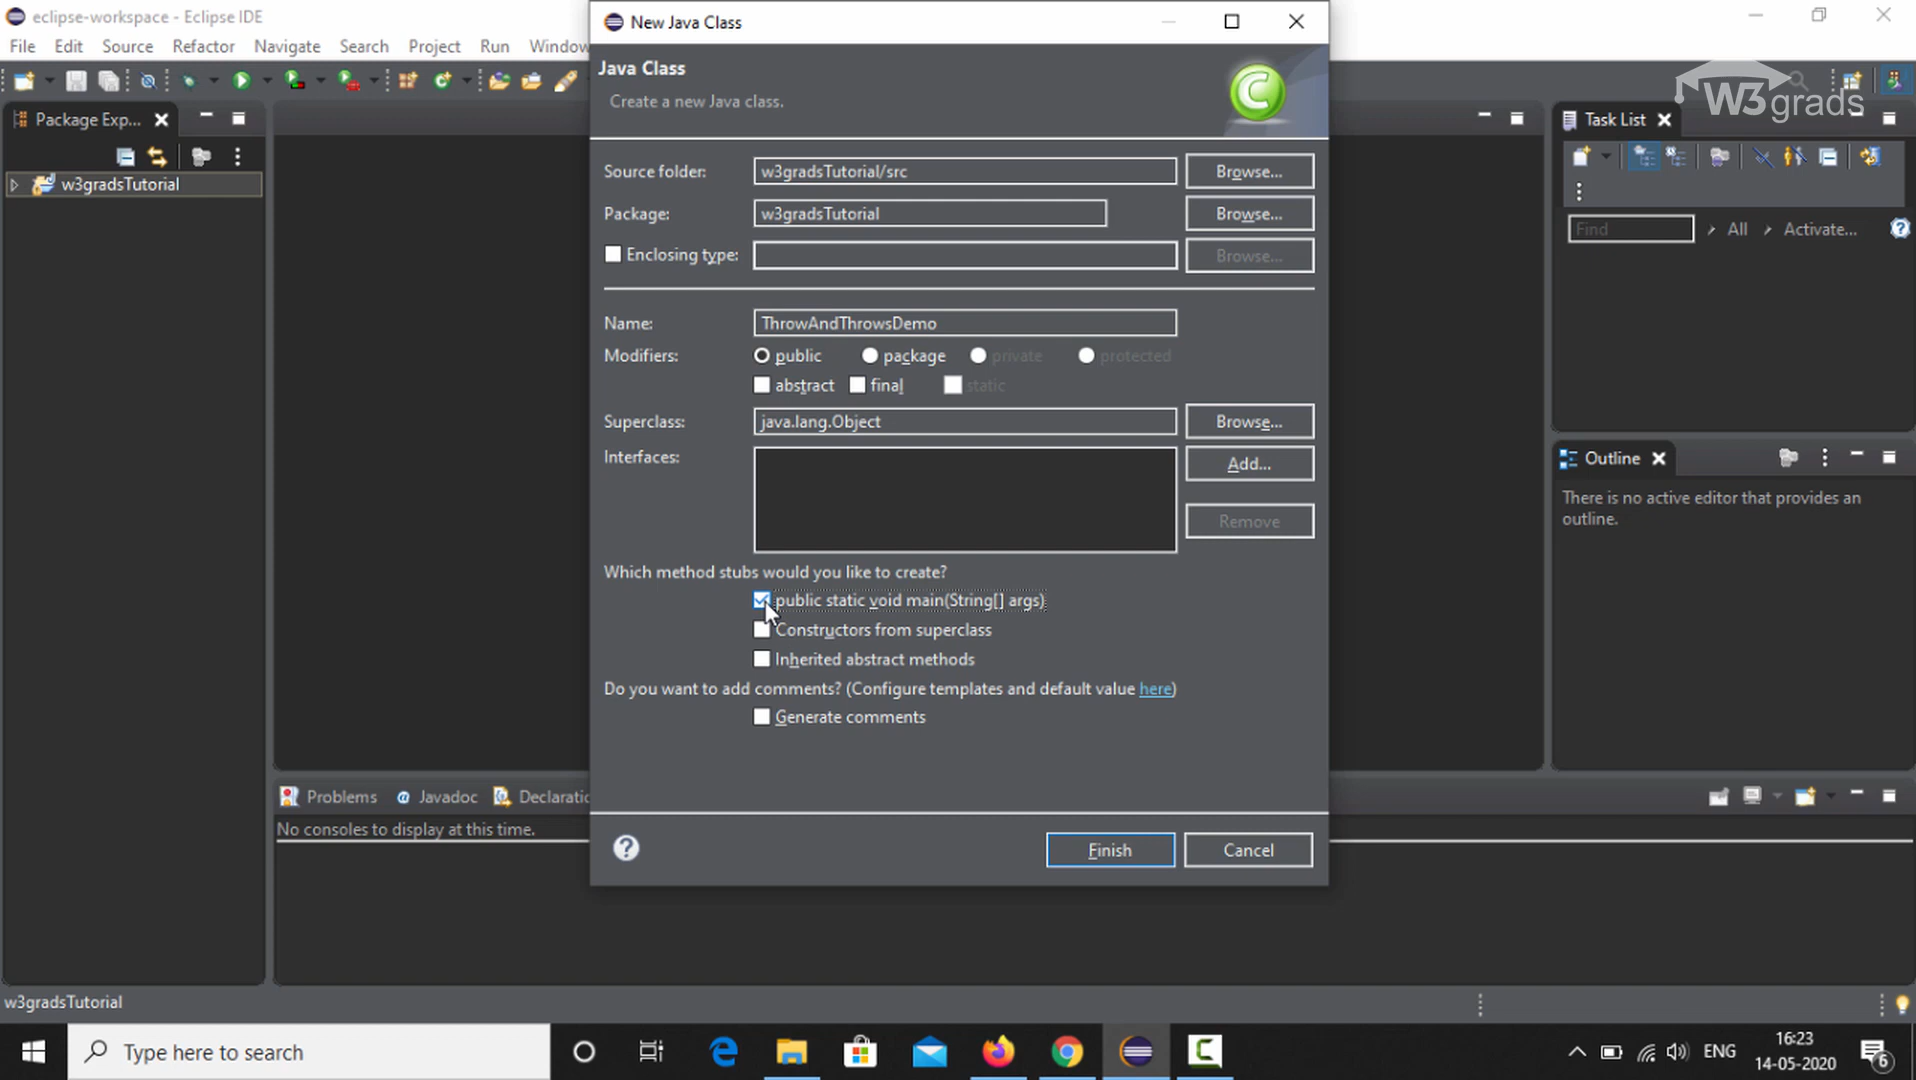 eclipse-workspace - Eclipse IDE
File Edit Source Refactor Navigate Search Project Run Window
New Java Class
Java Class
Create a new Java class.
W3grads
Package Exp...
w3gradsTutorial
Source folder: w3gradsTutorial/src Browse...
Package: w3gradsTutorial Browse...
Enclosing type: Browse...
Name: ThrowAndThrowsDemo
Modifiers: public package private protected
abstract final static
Superclass: java.lang.Object Browse...
Interfaces: Add...
Remove
Which method stubs would you like to create?
public static void main(String[] args)
Constructors from superclass
Inherited abstract methods
Do you want to add comments? (Configure templates and default value here)
Generate comments
Finish Cancel
Task List
Find All Activate...
Outline
There is no active editor that provides an
outline.
Problems @ Javadoc Declaratio
No consoles to display at this time.
w3gradsTutorial
Type here to search
ENG
16:23
14-05-2020
6